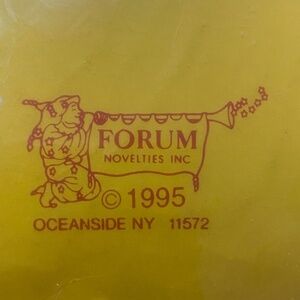 FORUM
NOVELTIES INC
© 1995
OCEANSIDE NY 11572